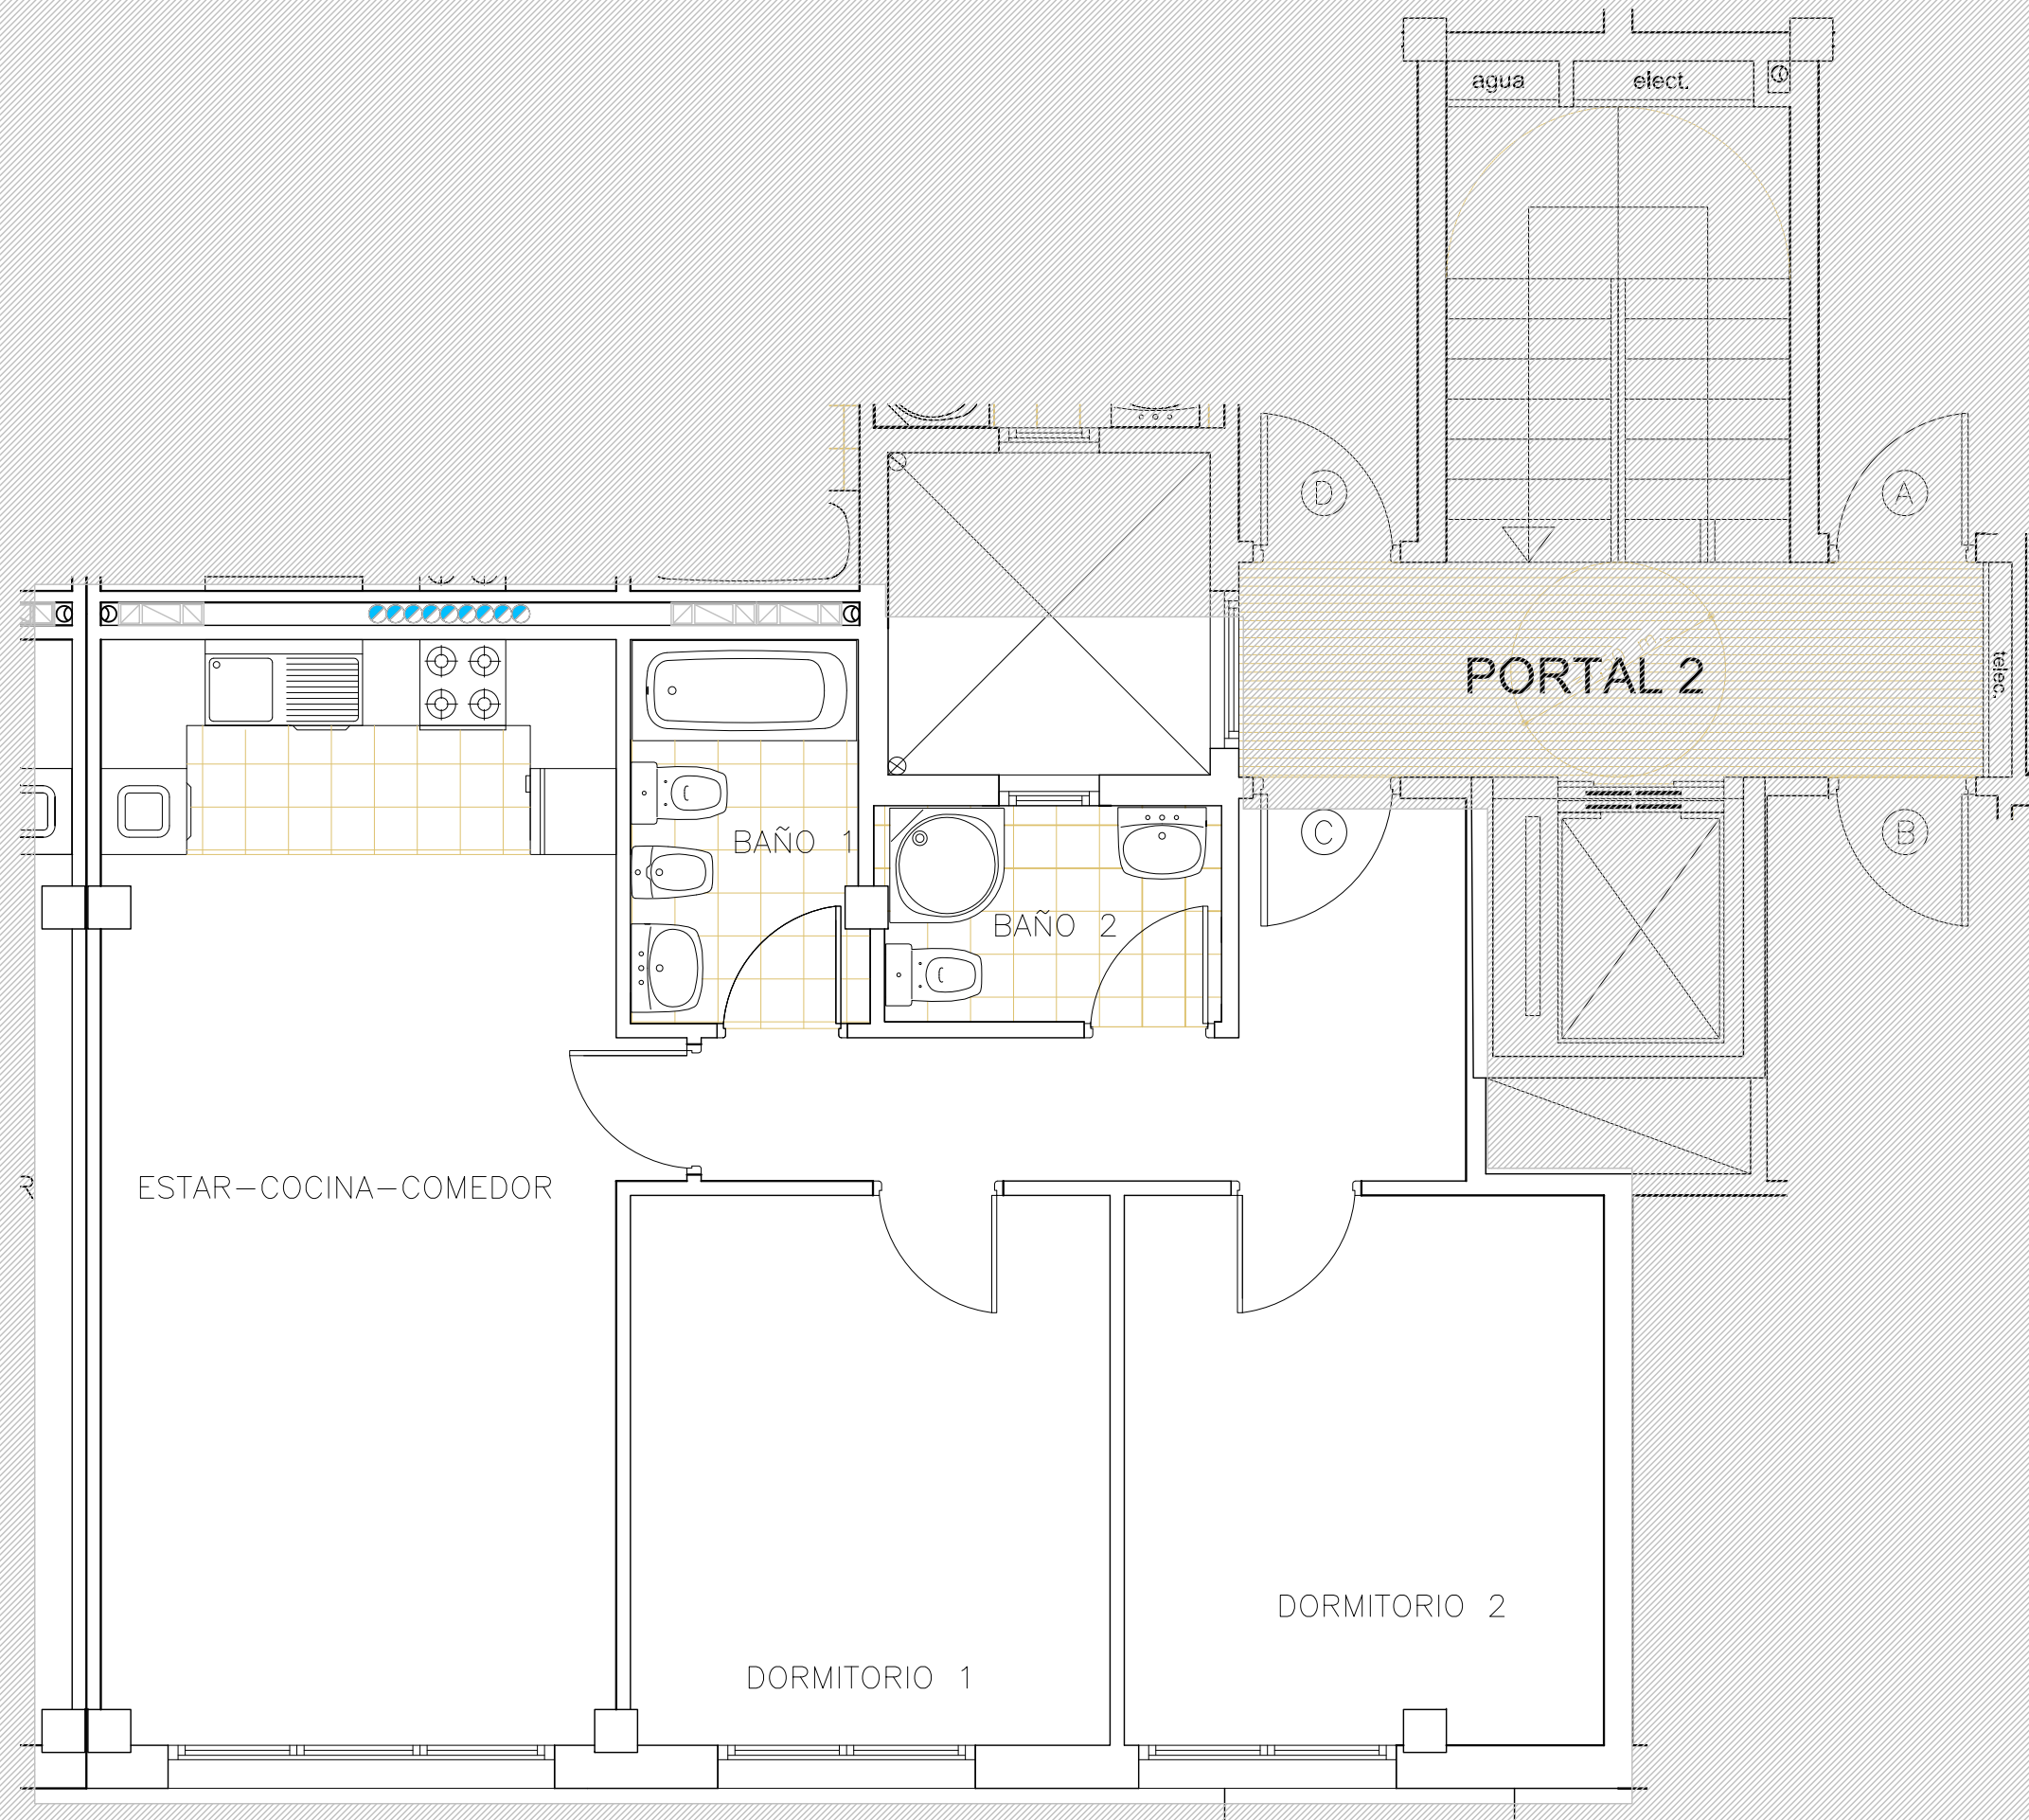 agua
elect.
D
A
PORTAL 2
telec.
BAÑO 1
C
B
BAÑO 2
R
ESTAR-COCINA-COMEDOR
DORMITORIO 2
DORMITORIO 1